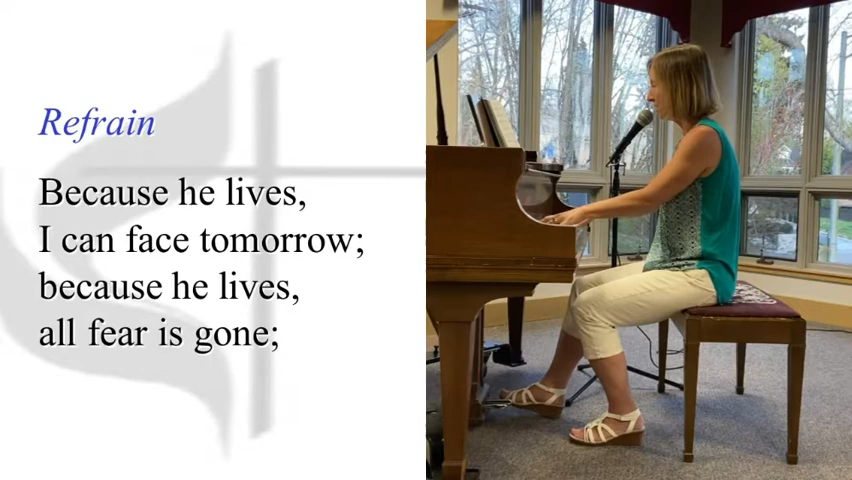 Refrain
Because he lives,
I can face tomorrow;
because he lives,
all fear is gone;